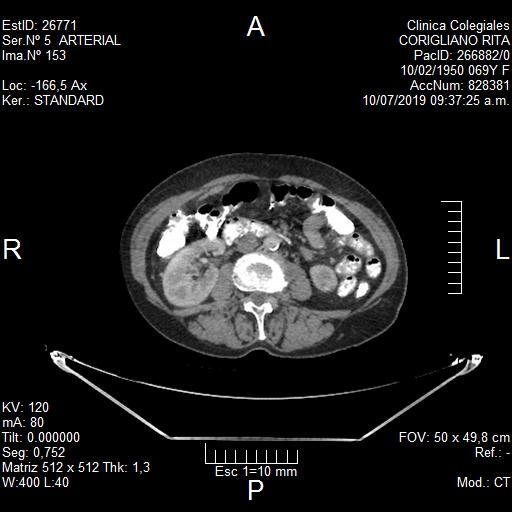 EstID: 26771
Ser.Nº 5 ARTERIAL
Ima.Nº 153
Loc: -166,5 Ax
Ker.: STANDARD
A
Clinica Colegiales
CORIGLIANO RITA
PacID: 266882/0
10/02/1950 069Y F
AccNum: 828381
10/07/2019 09:37:25 a.m.
R
L
KV: 120
mA: 80
Tilt: 0.000000
Seg: 0,752
Matriz 512 x 512 Thk: 1,3
W:400 L:40
Esc 1=10 mm
P
FOV: 50 x 49,8 cm
Ref.: -
Mod.: CT